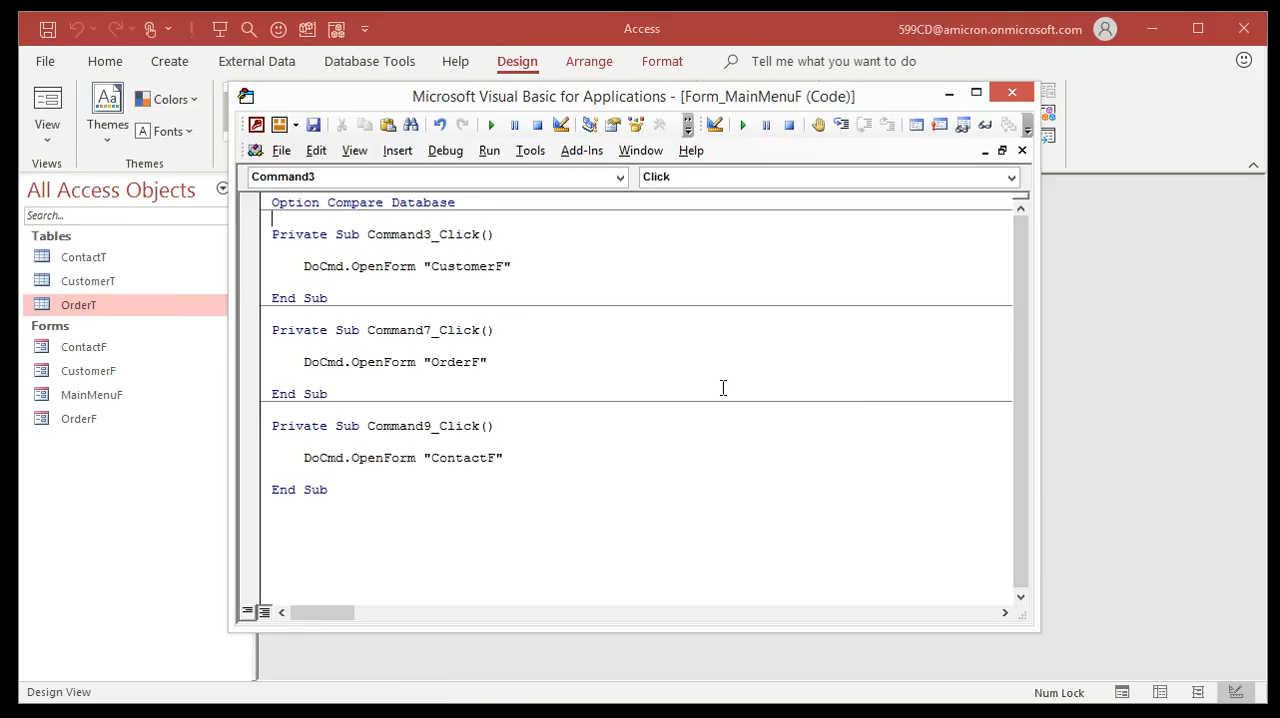 Access
599CD@amicron.onmicrosoft.com
File Home Create External Data Database Tools Help Design Arrange Format Tell me what you want to do
View
Views
Aa
Themes
Colors
Fonts
Themes
Microsoft Visual Basic for Applications - [Form_MainMenuF (Code)]
File Edit View Insert Debug Run Tools Add-Ins Window Help
Command3 Click
All Access Objects
Search...
Tables
ContactT
CustomerT
OrderT
Forms
ContactF
CustomerF
MainMenuF
OrderF
Option Compare Database
Private Sub Command3_Click()
DoCmd.OpenForm "CustomerF"
End Sub
Private Sub Command7_Click()
DoCmd.OpenForm "OrderF"
End Sub
Private Sub Command9_Click()
DoCmd.OpenForm "ContactF"
End Sub
Design View
Num Lock